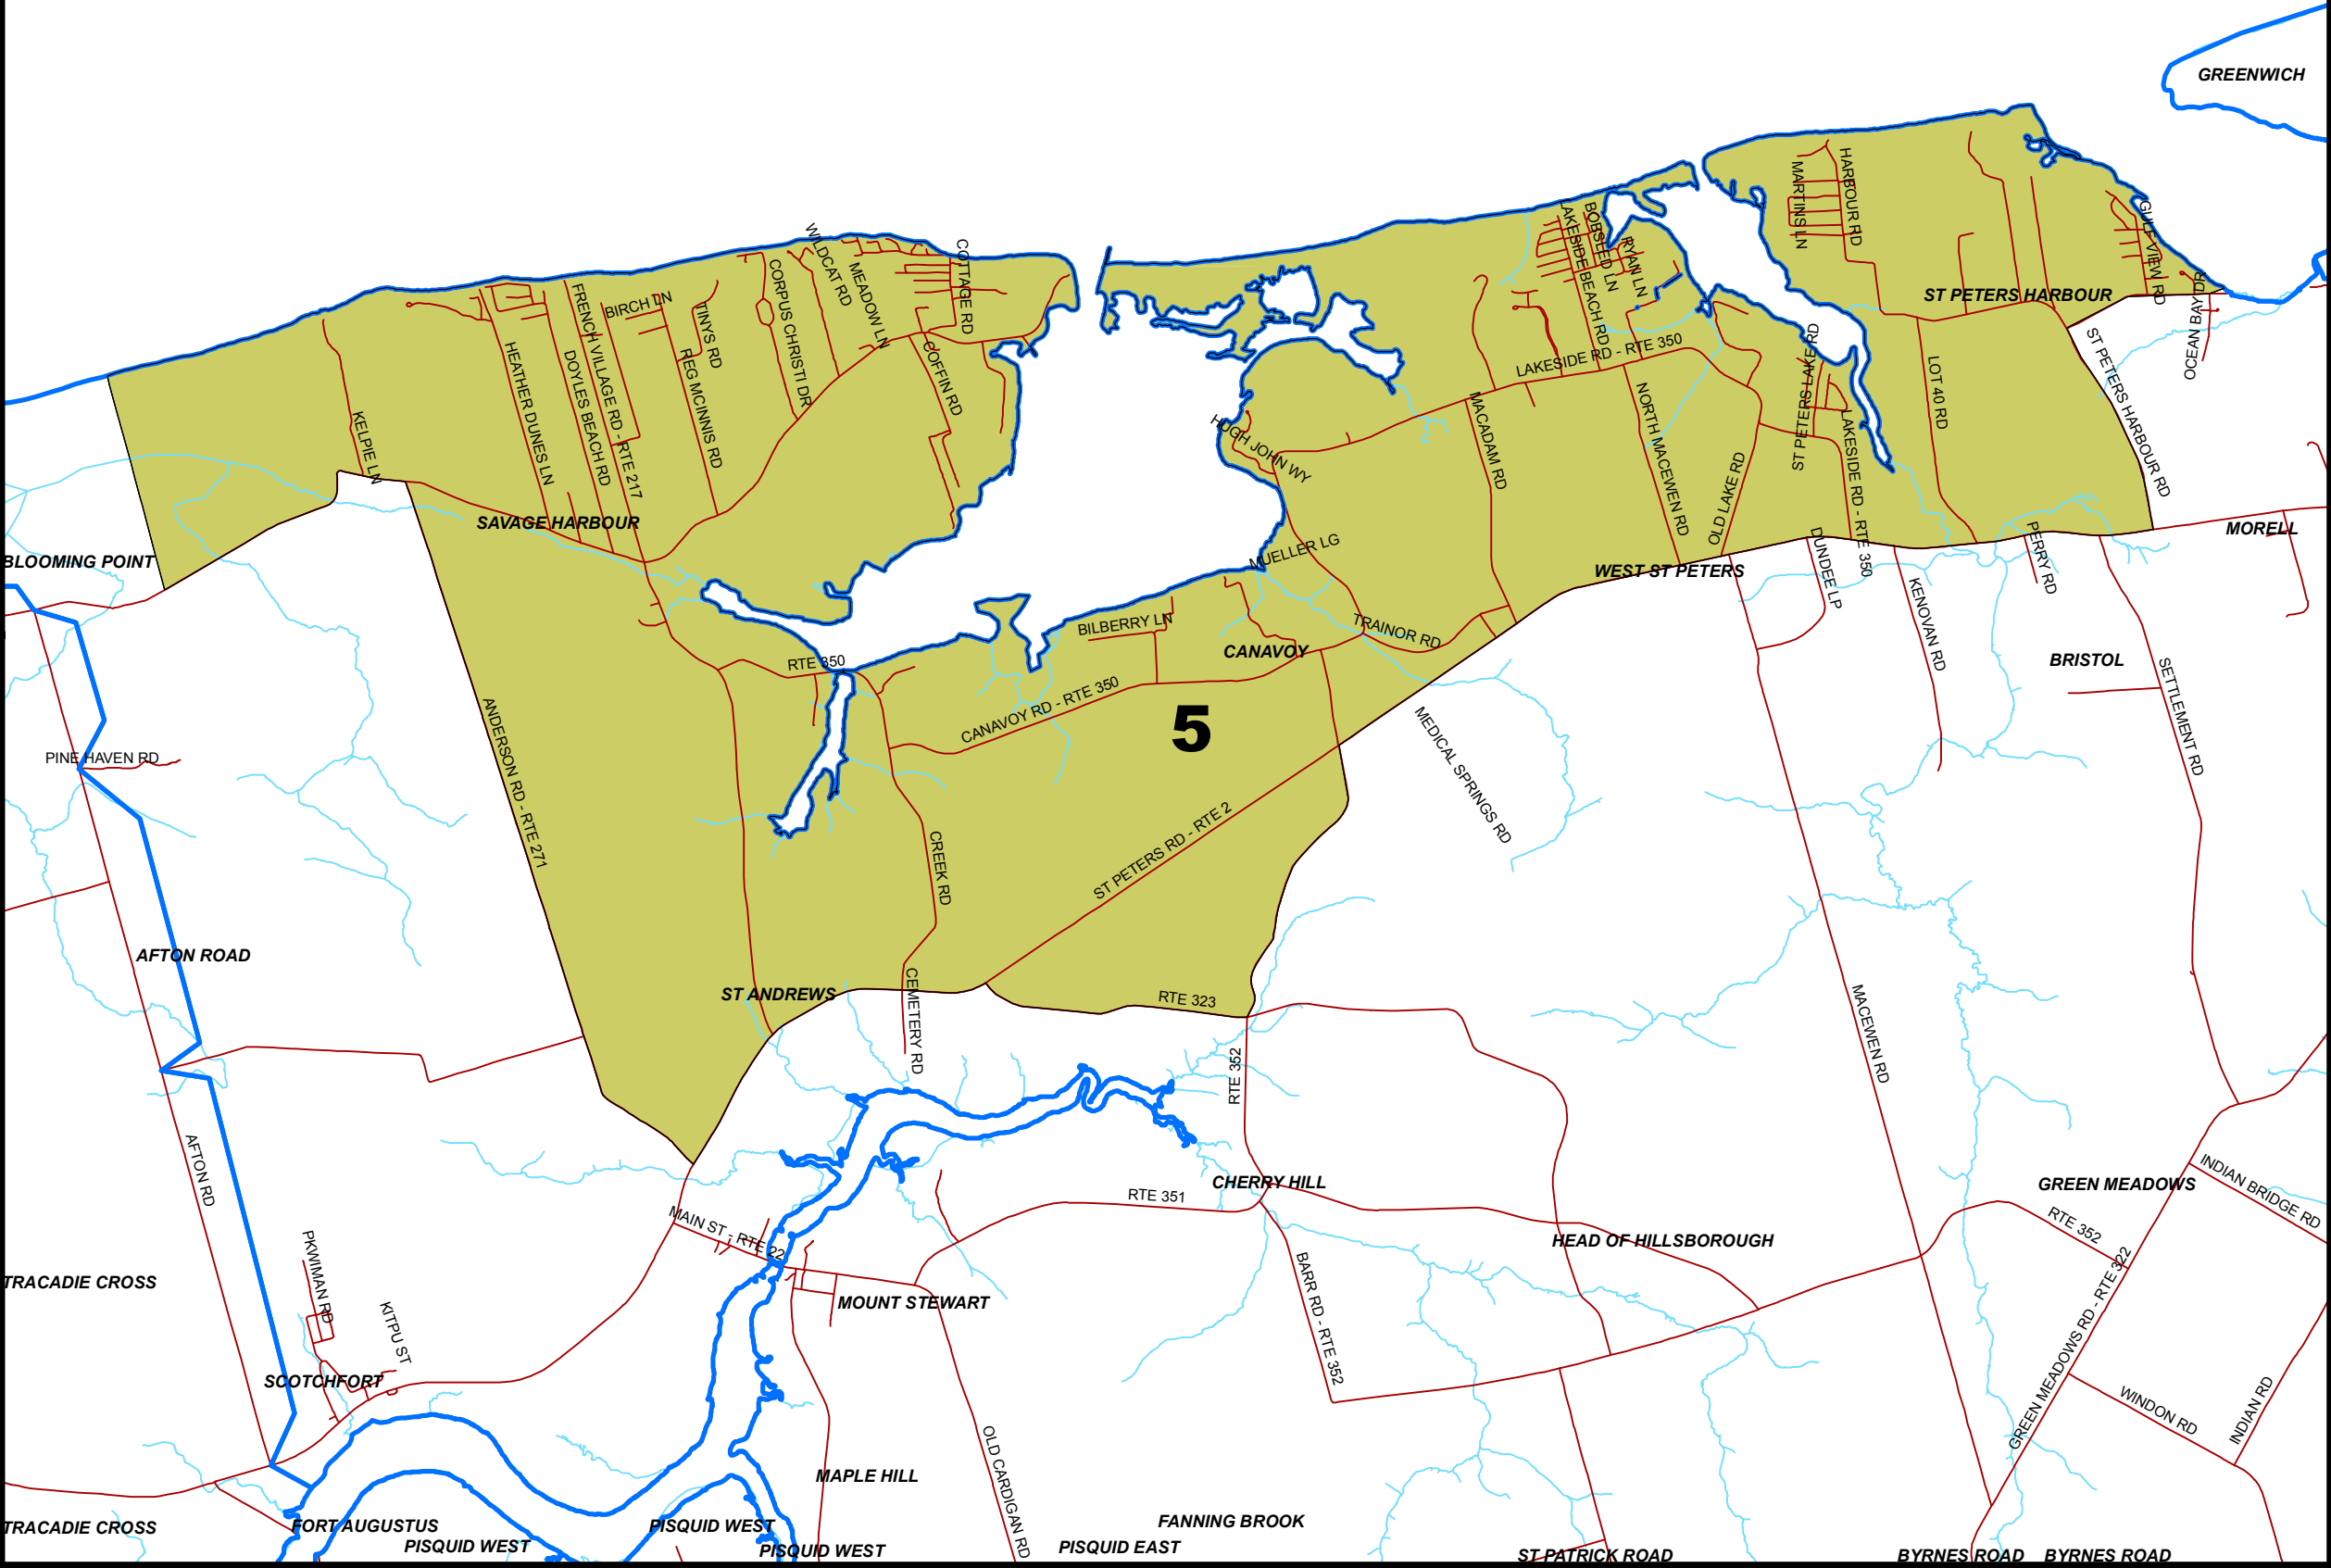 GREENWICH
HARBOUR RD
MARTINS LN
LAKESIDE BEACH RD
BOBSLED LN
RYAN LN
GULF VIEW RD
WILDCAT RD
COTTAGE RD
CORPUS CHRISTI DR
MEADOW LN
FRENCH VILLAGE RD - RTE 217
BIRCH LN
TINYS RD
ST PETERS HARBOUR
OCEAN BAY DR
ST PETERS HARBOUR RD
HEATHER DUNES LN
DOYLES BEACH RD
REG MCINNIS RD
COFFIN RD
LAKESIDE RD - RTE 350
ST PETERS LAKE RD
LOT 40 RD
KELPIE LN
HUGH JOHN WY
MACADAM RD
NORTH MACEWEN RD
OLD LAKE RD
LAKESIDE RD - RTE 350
SAVAGE HARBOUR
MORELL
BLOOMING POINT
MUELLER LG
WEST ST PETERS
DUNDEE LP
PERRY RD
KENOVAN RD
BILBERRY LN
TRAINOR RD
CANAVOY
BRISTOL
RTE 350
CANAVOY RD - RTE 350
SETTLEMENT RD
5
ANDERSON RD - RTE 271
PINE HAVEN RD
MEDICAL SPRINGS RD
CREEK RD
ST PETERS RD - RTE 2
AFTON ROAD
ST ANDREWS
CEMETERY RD
RTE 323
MACEWEN RD
RTE 352
AFTON RD
CHERRY HILL
GREEN MEADOWS
INDIAN BRIDGE RD
RTE 351
MAIN ST - RTE 22
RTE 352
PKWIMAN RD
HEAD OF HILLSBOROUGH
BARR RD - RTE 352
GREEN MEADOWS RD - RTE 322
TRACADIE CROSS
KITPU ST
MOUNT STEWART
SCOTCHFORT
WINDON RD
INDIAN RD
OLD CARDIGAN RD
MAPLE HILL
TRACADIE CROSS
FORT AUGUSTUS
PISQUID WEST
PISQUID WEST
PISQUID WEST
FANNING BROOK
PISQUID EAST
ST PATRICK ROAD
BYRNES ROAD
BYRNES ROAD